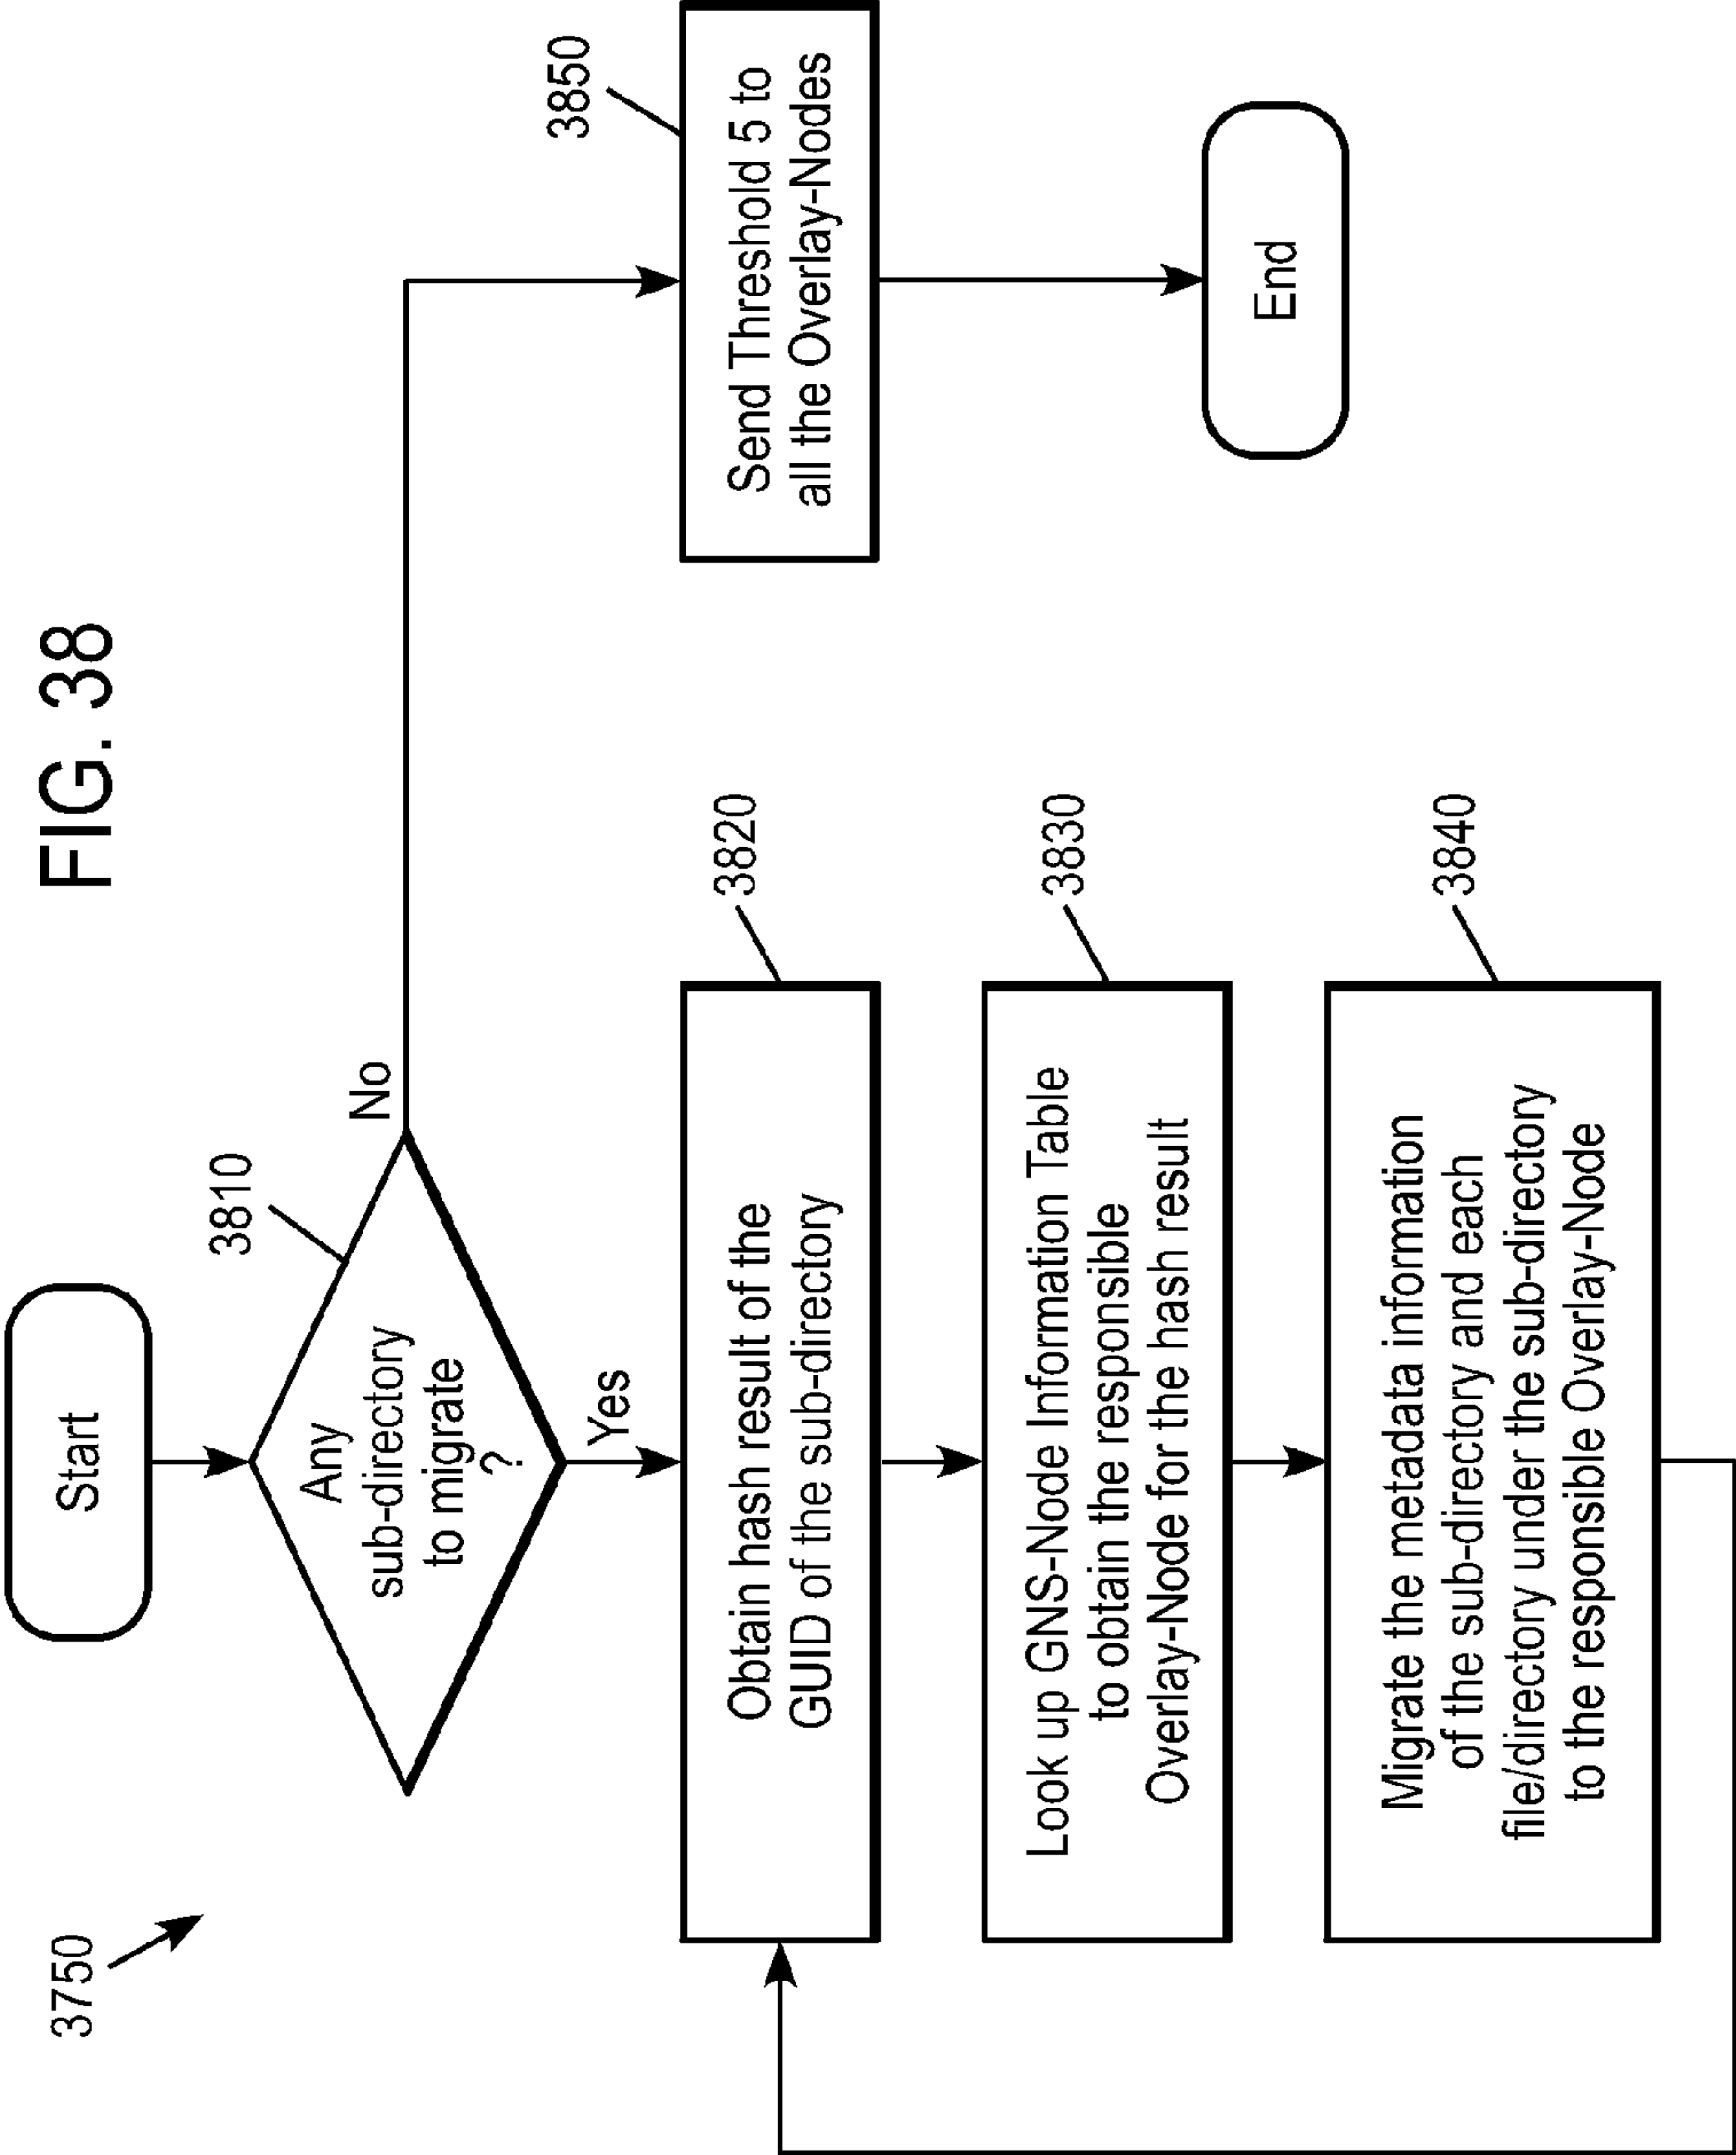 FIG. 38
3750
Start
3810
Any
sub-directory
to migrate
?
No
Yes
3820
Obtain hash result of the
GUID of the sub-directory
3830
Look up GNS-Node Information Table
to obtain the responsible
Overlay-Node for the hash result
3840
Migrate the metadata information
of the sub-directory and each
file/directory under the sub-directory
to the responsible Overlay-Node
3850
Send Threshold 5 to
all the Overlay-Nodes
End